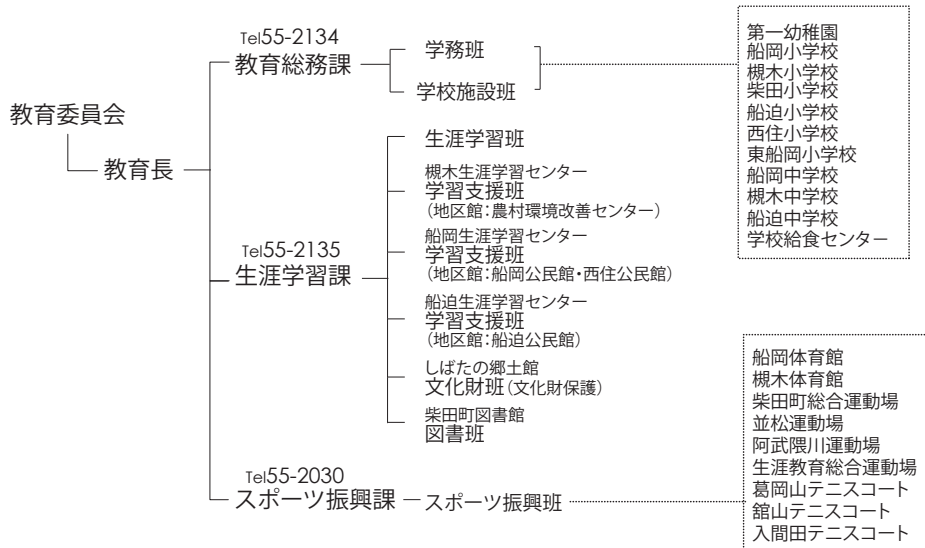 教育委員会
教育長
Tel55-2134
教育総務課
学務班
学校施設班
第一幼稚園
船岡小学校
槻木小学校
柴田小学校
船迫小学校
西住小学校
東船岡小学校
船岡中学校
槻木中学校
船迫中学校
学校給食センター
Tel55-2135
生涯学習課
生涯学習班
槻木生涯学習センター
学習支援班
（地区館：農村環境改善センター）
船岡生涯学習センター
学習支援班
（地区館：船岡公民館・西住公民館）
船迫生涯学習センター
学習支援班
（地区館：船迫公民館）
しばたの郷土館
文化財班（文化財保護）
柴田町図書館
図書班
Tel55-2030
スポーツ振興課
スポーツ振興班
船岡体育館
槻木体育館
柴田町総合運動場
並松運動場
阿武隈川運動場
生涯教育総合運動場
葛岡山テニスコート
舘山テニスコート
入間田テニスコート